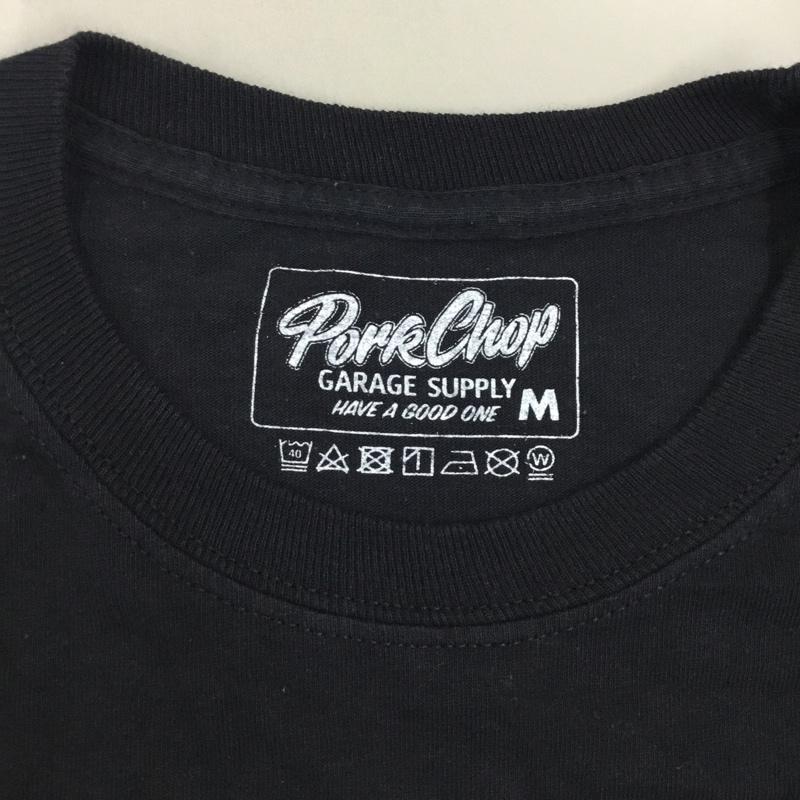 PorkChop
GARAGE SUPPLY
HAVE A GOOD ONE
M
40
W